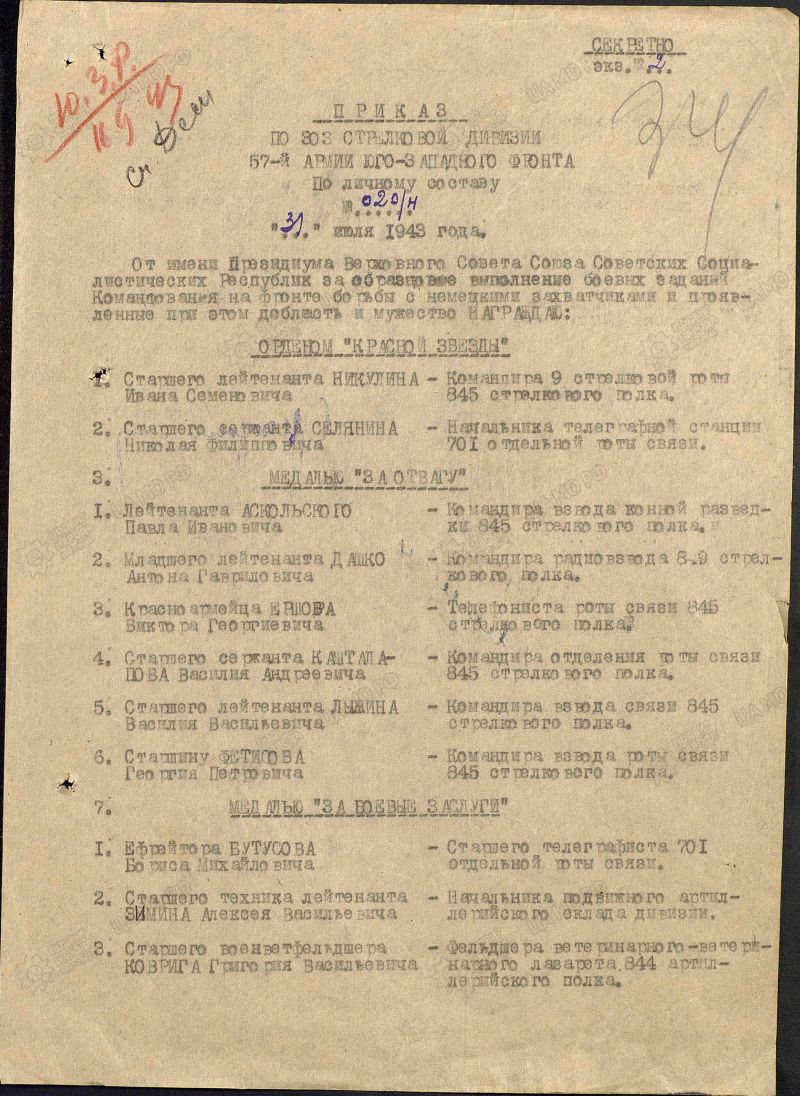 СЕКРЕТНО
экз.№ 2.
Ю.З.Ф.
П Р И К А З
ПО 303 СТРЕЛКОВОЙ ДИВИЗИИ
57-Й АРМИИ ЮГО-ЗАПАДНОГО ФРОНТА
По личному составу
№ 020/н
"31" июля 1943 года.
От имени Президиума Верховного Совета Союза Советских Социа-
листических Республик за образцовое выполнение боевых заданий
Командования на фронте борьбы с немецкими захватчиками и прояв-
ленные при этом доблесть и мужество НАГРАЖДАЮ:
ОРДЕНОМ "КРАСНОЙ ЗВЕЗДЫ"
1. Старшего лейтенанта НИКУЛИНА - Командира 9 стрелковой роты
Ивана Семеновича 845 стрелкового полка.
2. Старшего сержанта СЕЛЯНИНА - Начальника телеграфной станции
Николая Филипповича 701 отдельной роты связи.
3. МЕДАЛЬЮ "ЗА ОТВАГУ"
1. Лейтенанта АСКОЛЬСКОГО - Командира взвода конной развед-
Павла Ивановича ки 845 стрелкового полка.
2. Младшего лейтенанта ДАШКО - Командира радиовзвода 849 стрел-
Антона Гавриловича кового полка.
3. Красноармейца ЕРШОВА - Телефониста роты связи 845
Виктора Георгиевича стрелкового полка.
4. Старшего сержанта КАШТАЛА- - Командира отделения роты связи
ПОВА Василия Андреевича 845 стрелкового полка.
5. Старшего лейтенанта ЛЫЖИНА - Командира взвода связи 845
Василия Васильевича стрелкового полка.
6. Старшину ФЕТИСОВА - Командира взвода роты связи
Георгия Петровича 845 стрелкового полка.
7. МЕДАЛЬЮ "ЗА БОЕВЫЕ ЗАСЛУГИ"
1. Ефрейтора БУТУСОВА - Старшего телеграфиста 701
Бориса Михайловича отдельной роты связи.
2. Старшего техника лейтенанта - Начальника подвижного артил-
ЗИМИНА Алексея Васильевича лерийского склада дивизии.
3. Старшего военветфельдшера - Фельдшера ветеринарного-ветери-
КОВРИГА Григория Васильевича нарного лазарета 844 артил-
лерийского полка.